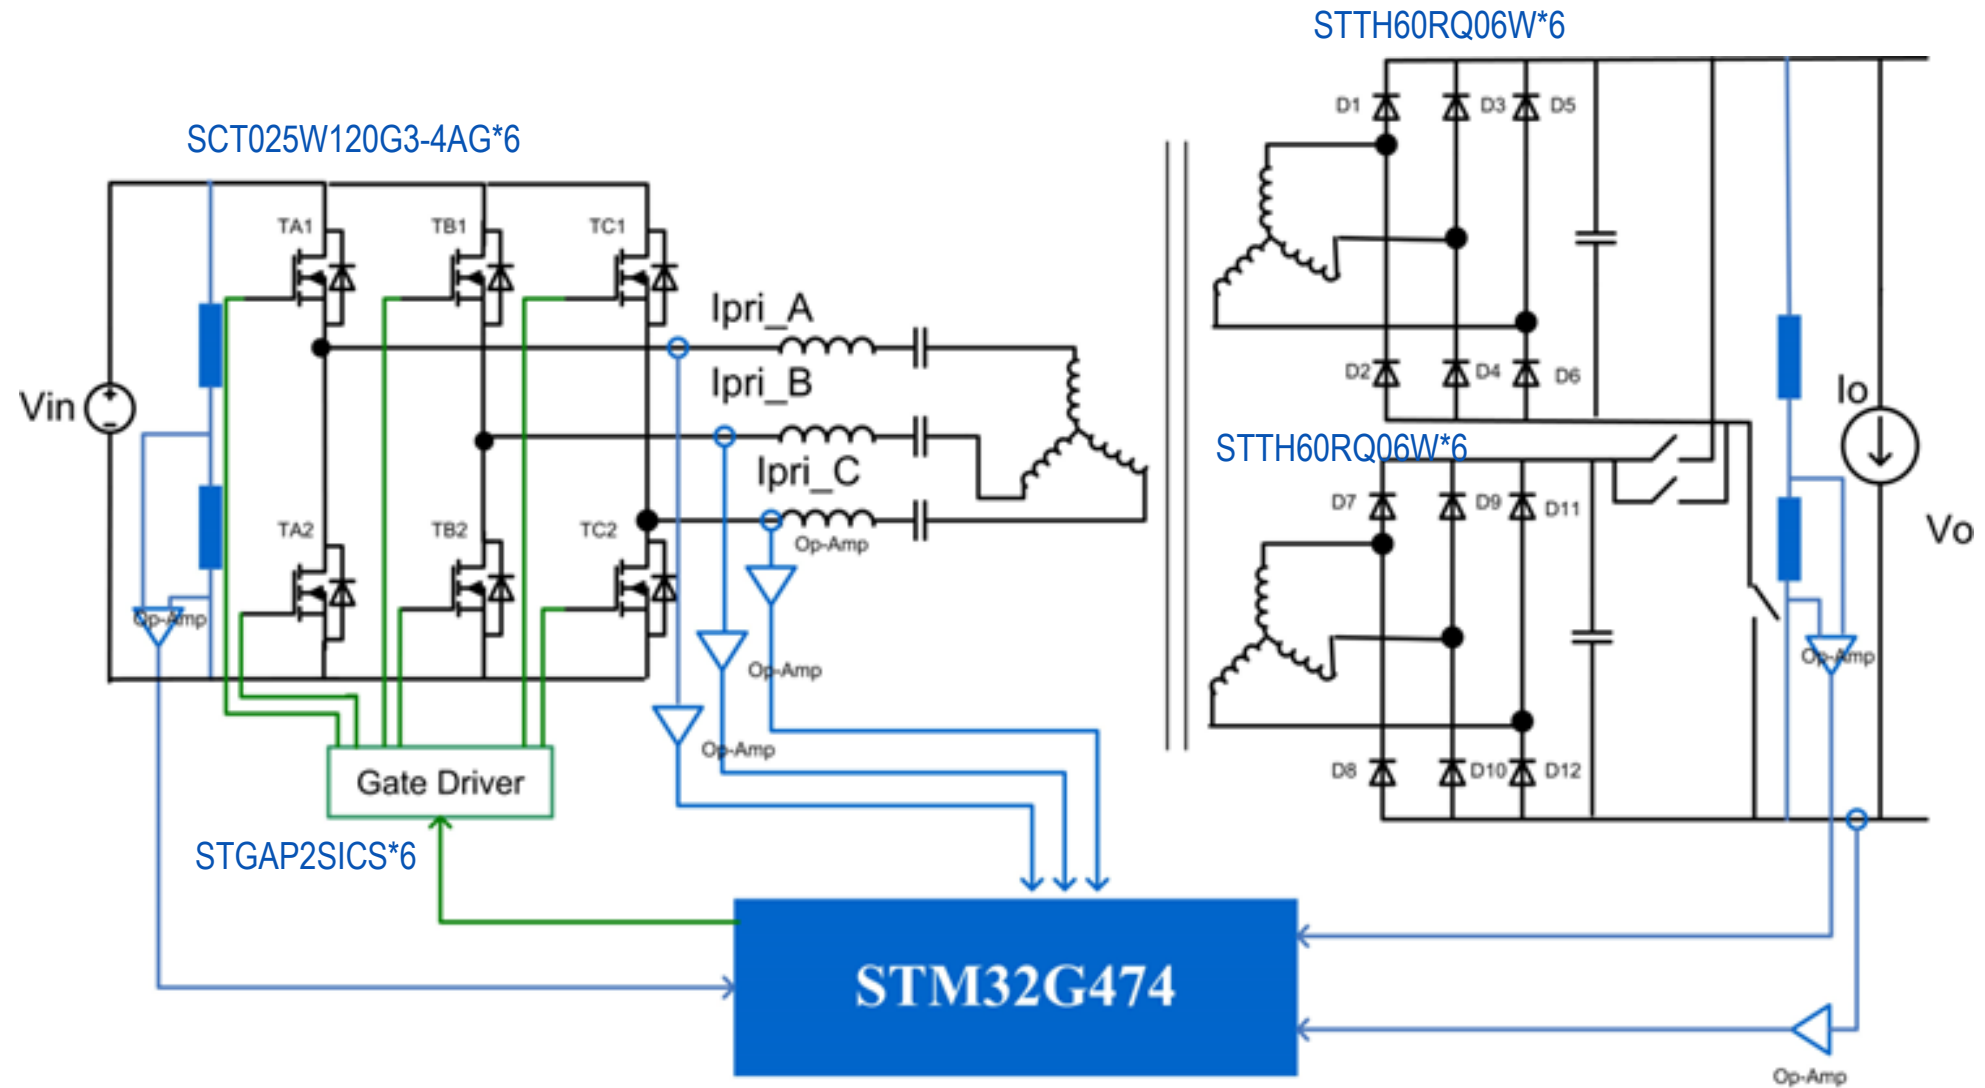 STTH60RQ06W*6
D1
D3
D5
SCT025W120G3-4AG*6
TA1
TB1
TC1
Ipri_A
D2
D4
D6
Ipri_B
Io
Vin
STTH60RQ06W*6
Ipri_C
D7
D9
D11
TA2
TB2
TC2
Op-Amp
Vo
Op-Amp
Op-Amp
Op-Amp
Op-Amp
D8
D10
D12
Gate Driver
STGAP2SICS*6
STM32G474
Op-Amp